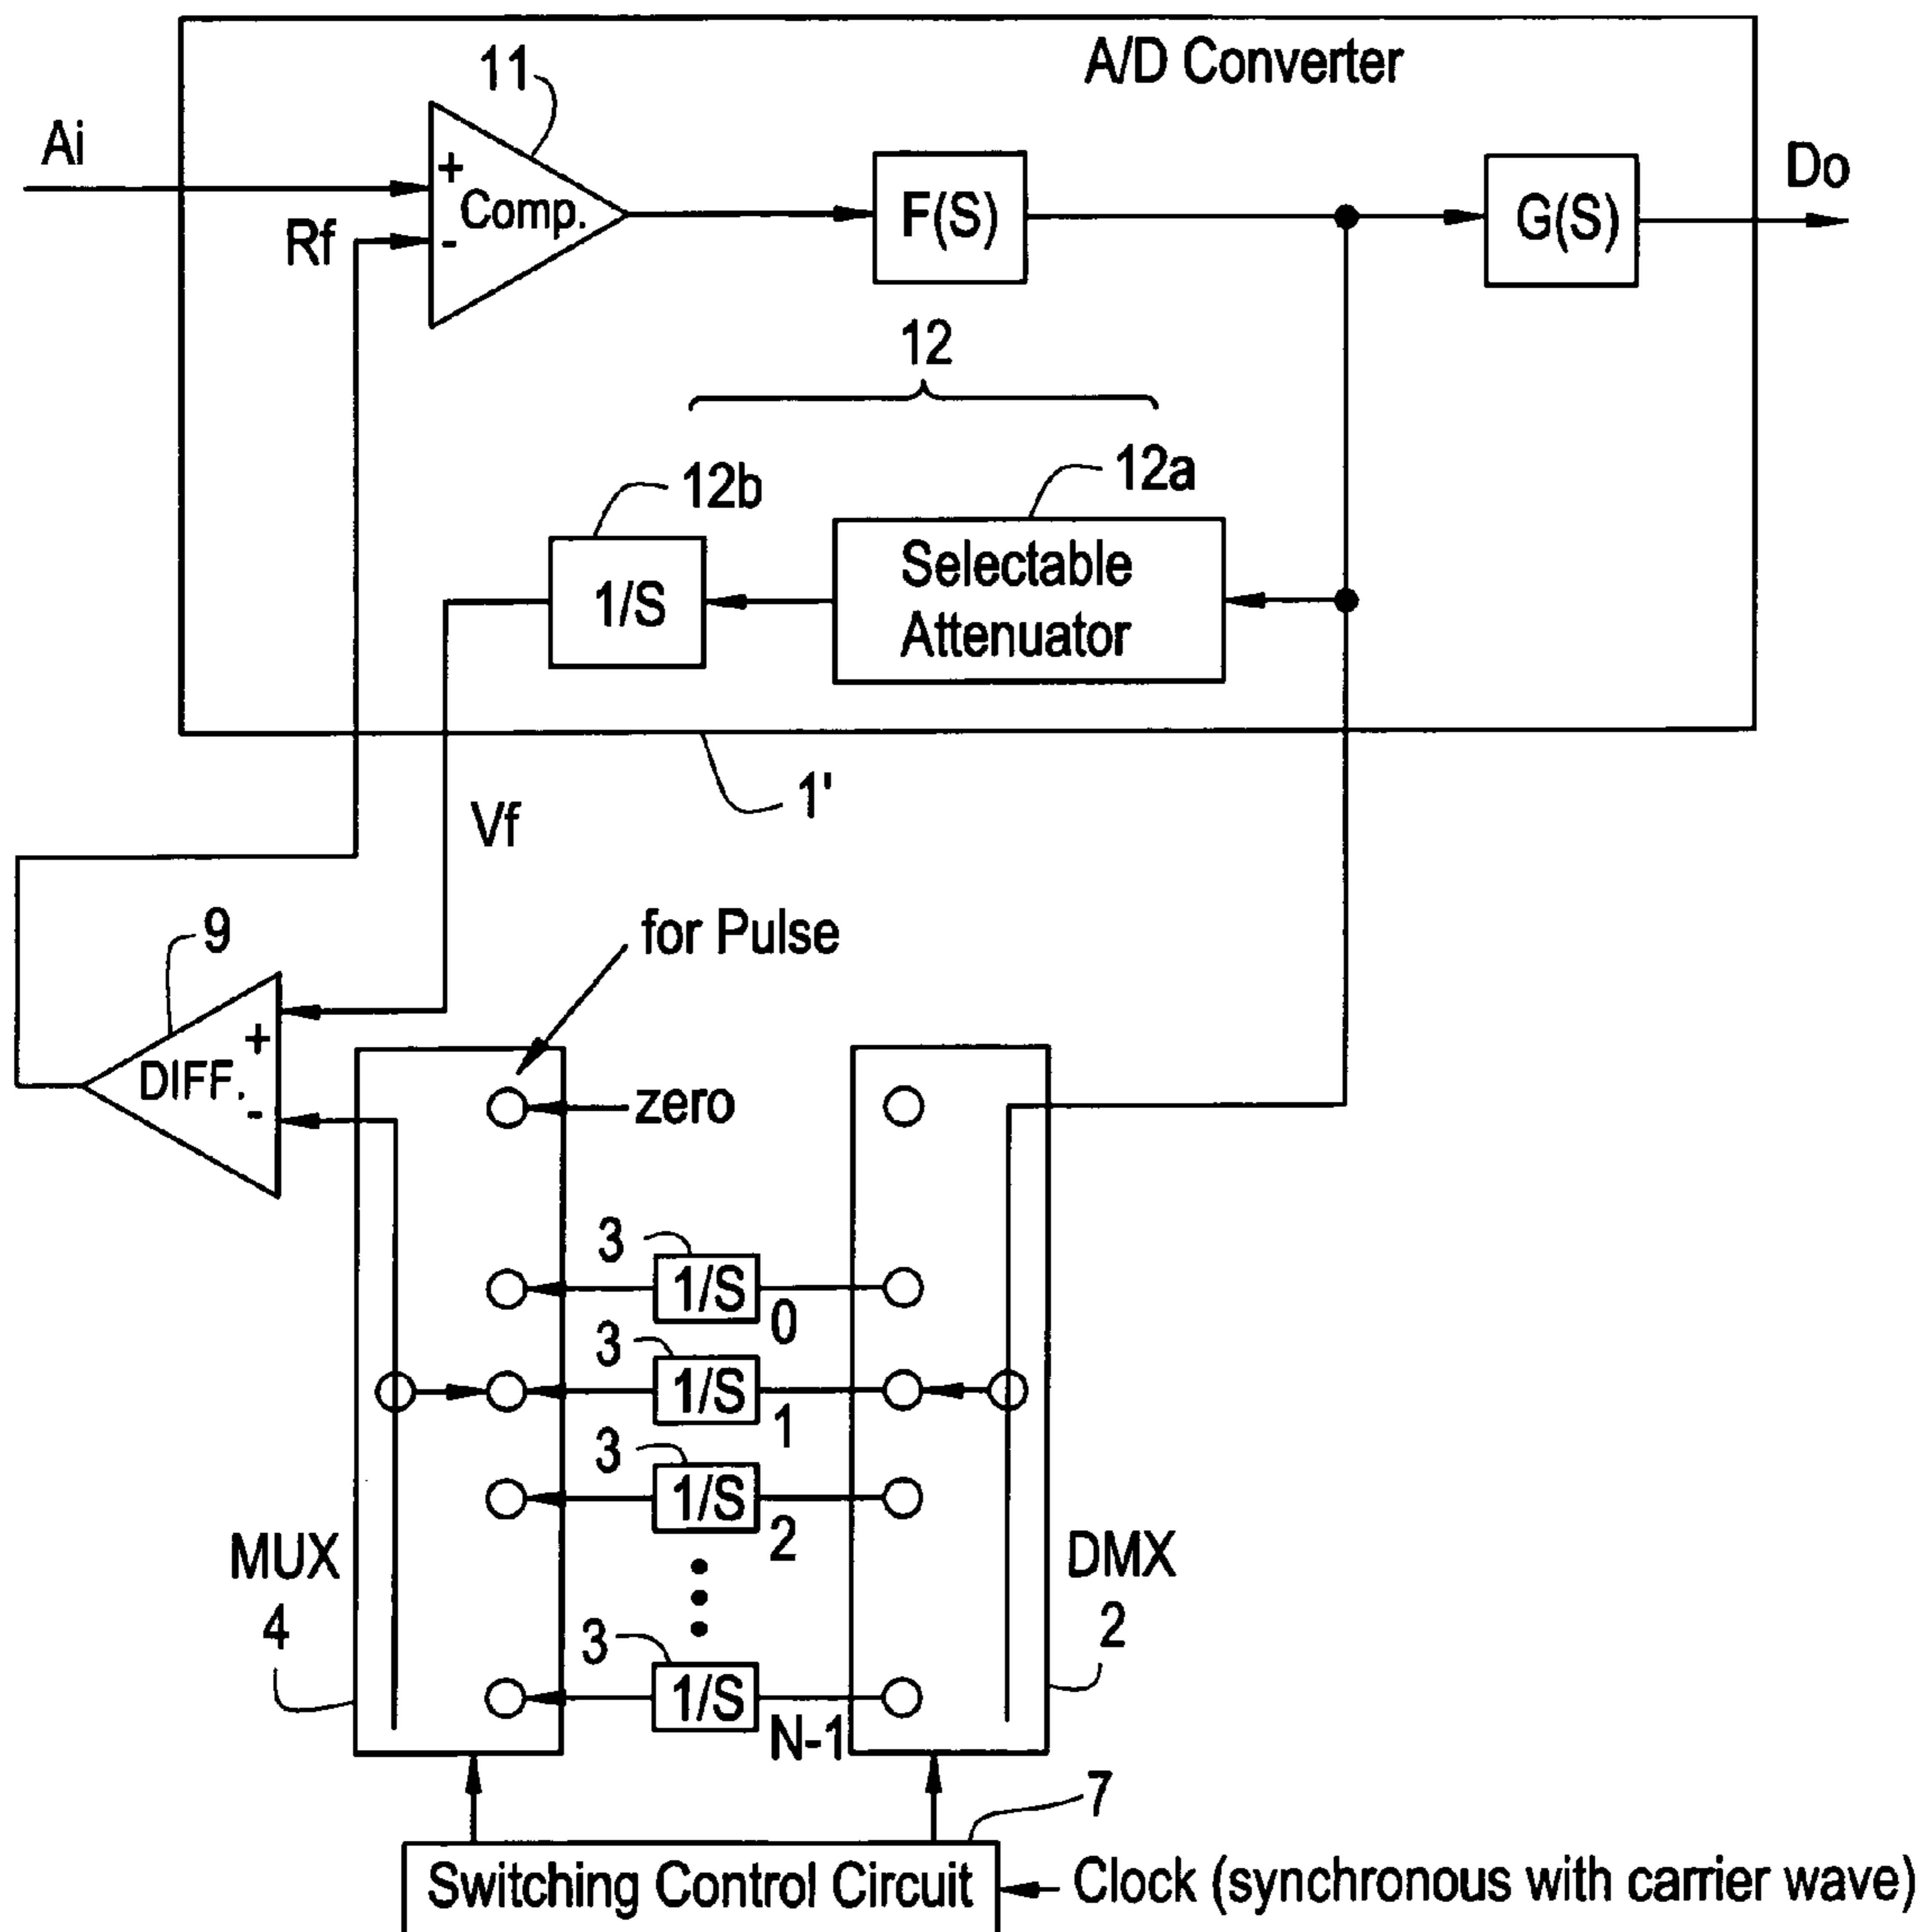 A/D Converter
11
Ai
+
Comp.
-
Rf
F(S)
G(S)
Do
12
12b
12a
1/S
Selectable
Attenuator
1'
Vf
9
for Pulse
+
DIFF.
-
zero
3
1/S
0
3
1/S
1
3
1/S
2
MUX
4
DMX
2
3
1/S
N-1
7
Switching Control Circuit
Clock (synchronous with carrier wave)